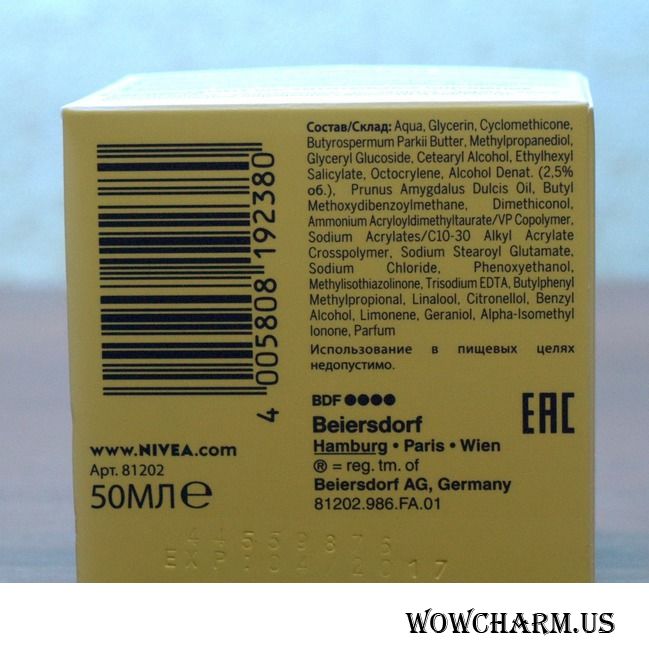 Состав/Склад: Aqua, Glycerin, Cyclomethicone,
Butyrospermum Parkii Butter, Methylpropanediol,
Glyceryl Glucoside, Cetearyl Alcohol, Ethylhexyl
Salicylate, Octocrylene, Alcohol Denat. (2,5%
об.), Prunus Amygdalus Dulcis Oil, Butyl
Methoxydibenzoylmethane, Dimethiconol,
Ammonium Acryloyldimethyltaurate/VP Copolymer,
Sodium Acrylates/C10-30 Alkyl Acrylate
Crosspolymer, Sodium Stearoyl Glutamate,
Sodium Chloride, Phenoxyethanol,
Methylisothiazolinone, Trisodium EDTA, Butylphenyl
Methylpropional, Linalool, Citronellol, Benzyl
Alcohol, Limonene, Geraniol, Alpha-Isomethyl
Ionone, Parfum
Использование в пищевых целях
недопустимо.
4 005808 192380
BDF
Beiersdorf
Hamburg • Paris • Wien
® = reg. tm. of
Beiersdorf AG, Germany
81202.986.FA.01
EAC
www.NIVEA.com
Арт. 81202
50МЛ℮
44559876
EXP:04/2017
WOWCHARM.US